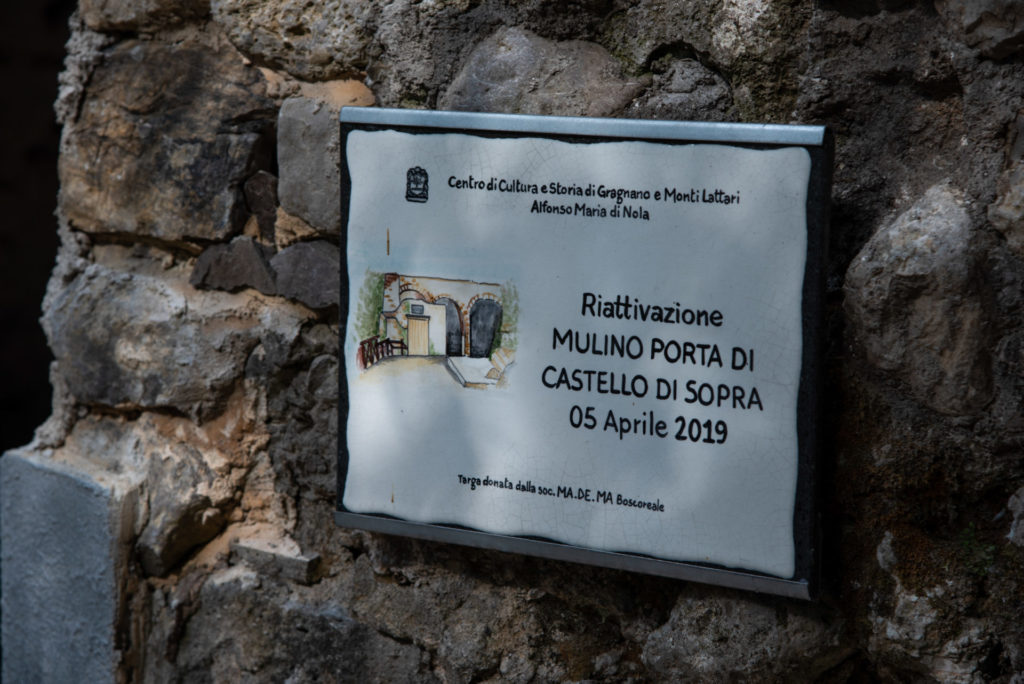 Centro di Cultura e Storia di Gragnano e Monti Lattari
Alfonso Maria di Nola
Riattivazione
MULINO PORTA DI
CASTELLO DI SOPRA
05 Aprile 2019
Targa donata dalla soc. MA.DE.MA Boscoreale